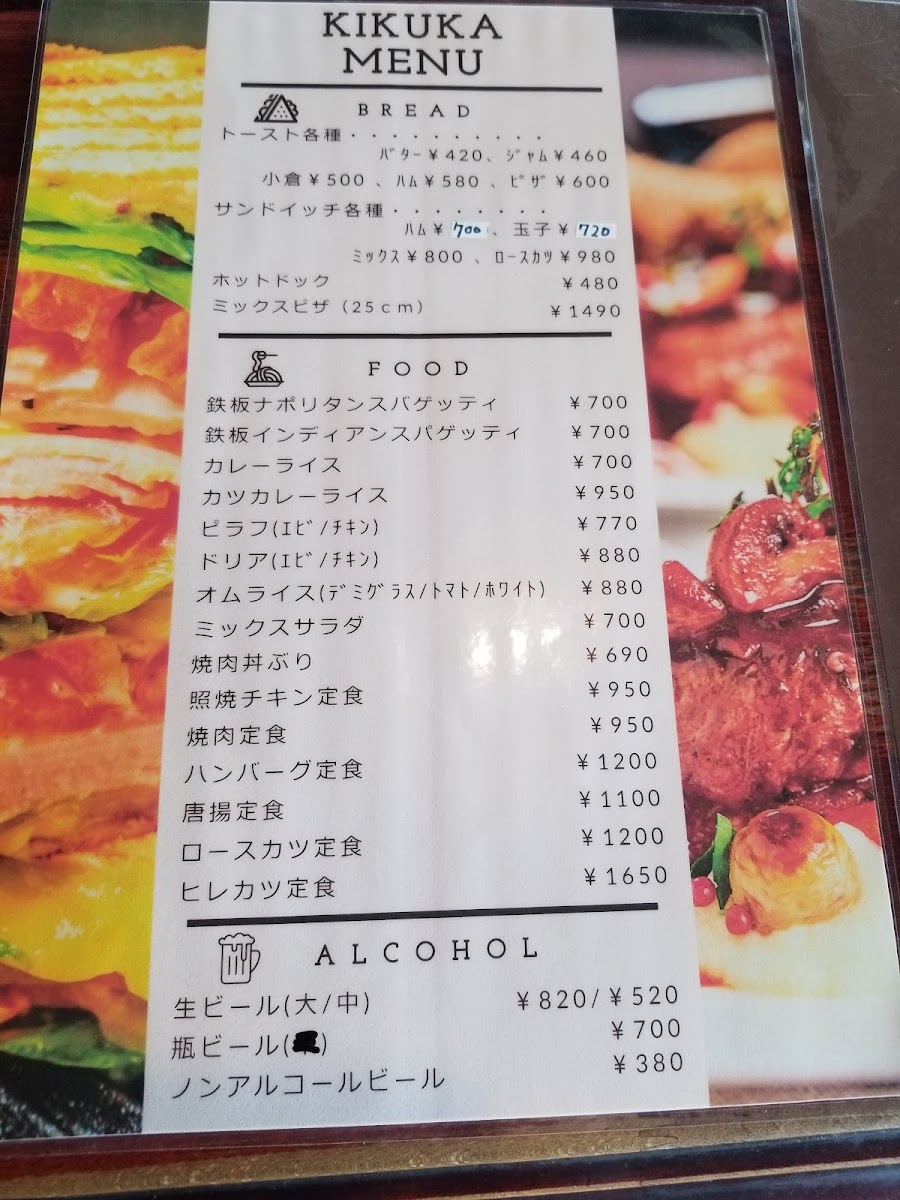 KIKUKA
MENU
BREAD
トースト各種・・・・・・・・・・
ﾊﾞﾀｰ¥420、ｼﾞｬﾑ¥460
小倉¥500、ﾊﾑ¥580、ﾋﾟｻﾞ¥600
サンドイッチ各種・・・・・・・・
ﾊﾑ¥700、玉子¥720
ﾐｯｸｽ¥800、ﾛｰｽｶﾂ¥980
ホットドック ¥480
ミックスピザ（25cm） ¥1490
FOOD
鉄板ナポリタンスパゲッティ ¥700
鉄板インディアンスパゲッティ ¥700
カレーライス ¥700
カツカレーライス ¥950
ピラフ(ｴﾋﾞ/ﾁｷﾝ) ¥770
ドリア(ｴﾋﾞ/ﾁｷﾝ) ¥880
オムライス(ﾃﾞﾐｸﾞﾗｽ/ﾄﾏﾄ/ﾎﾜｲﾄ) ¥880
ミックスサラダ ¥700
焼肉丼ぶり ¥690
照焼チキン定食 ¥950
焼肉定食 ¥950
ハンバーグ定食 ¥1200
唐揚定食 ¥1100
ロースカツ定食 ¥1200
ヒレカツ定食 ¥1650
ALCOHOL
生ビール(大/中) ¥820/¥520
瓶ビール( ) ¥700
ノンアルコールビール ¥380